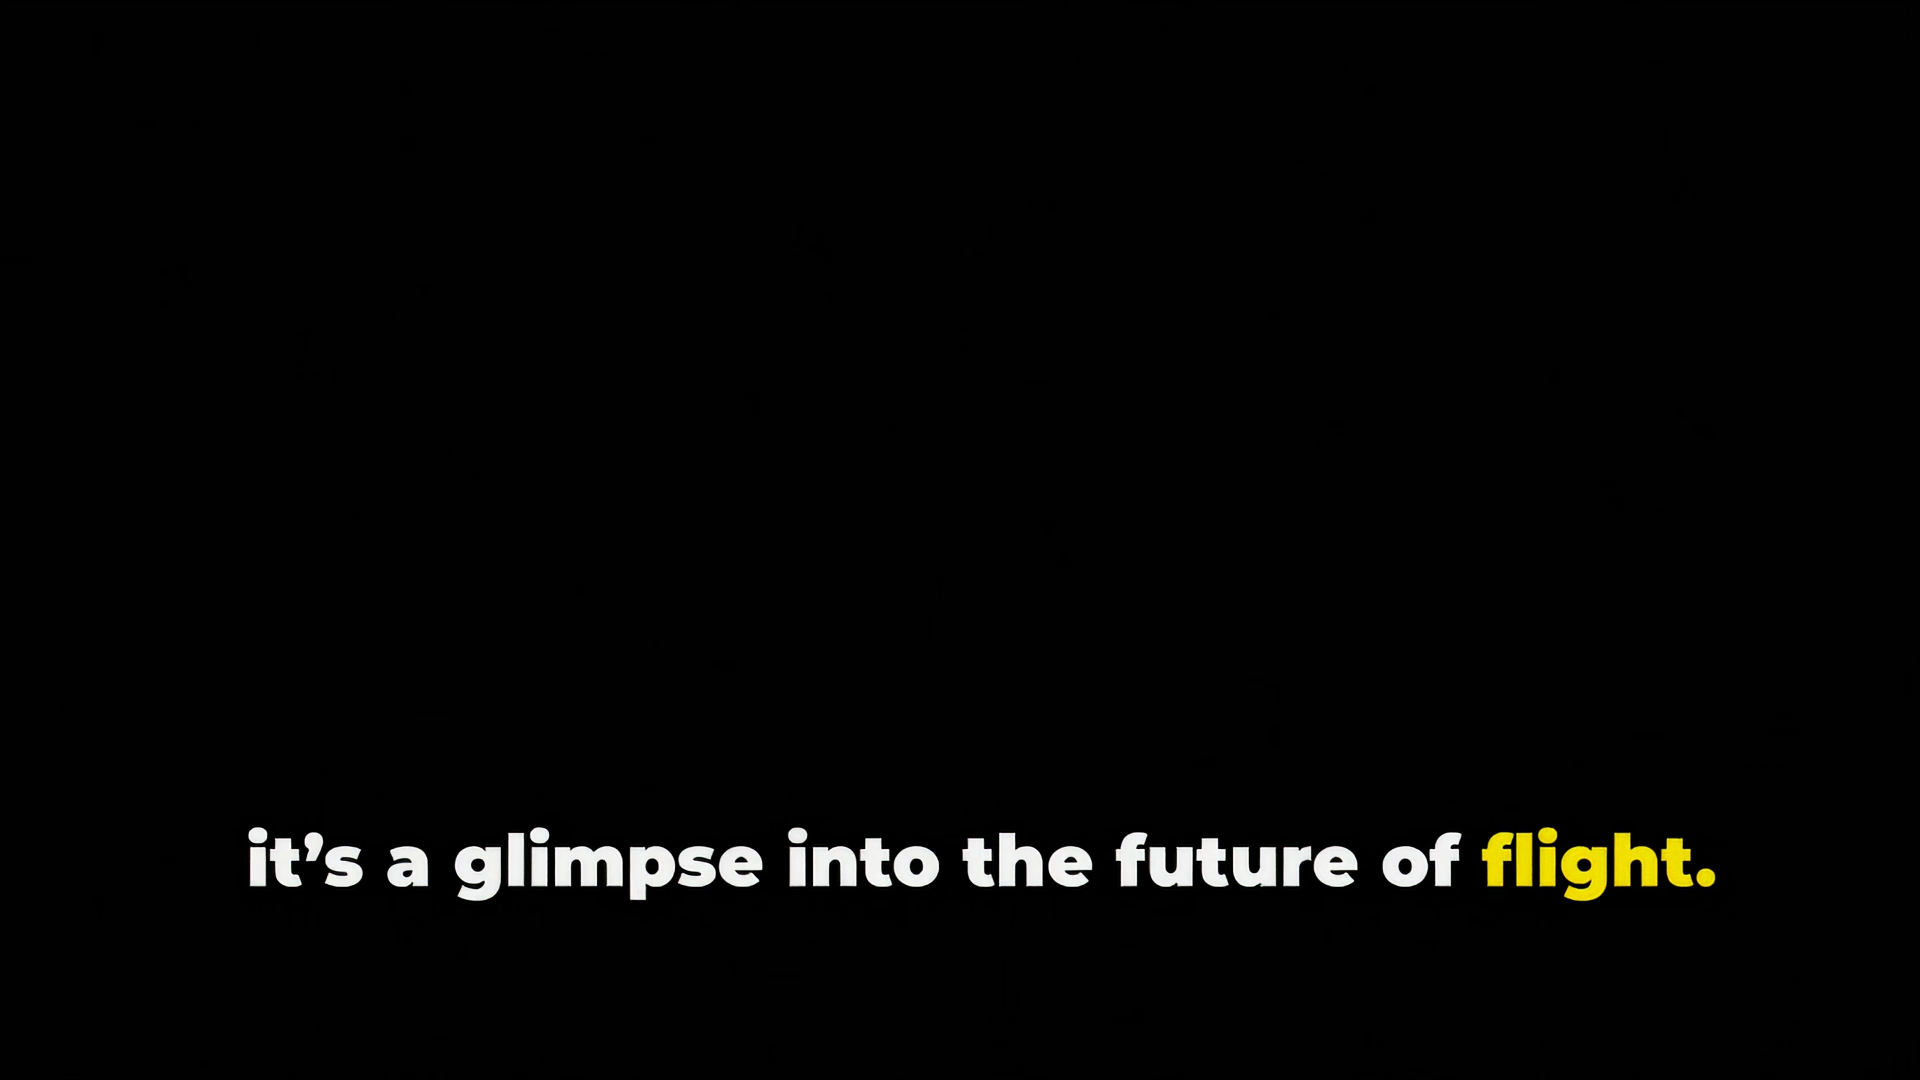 it’s a glimpse into the future of flight.